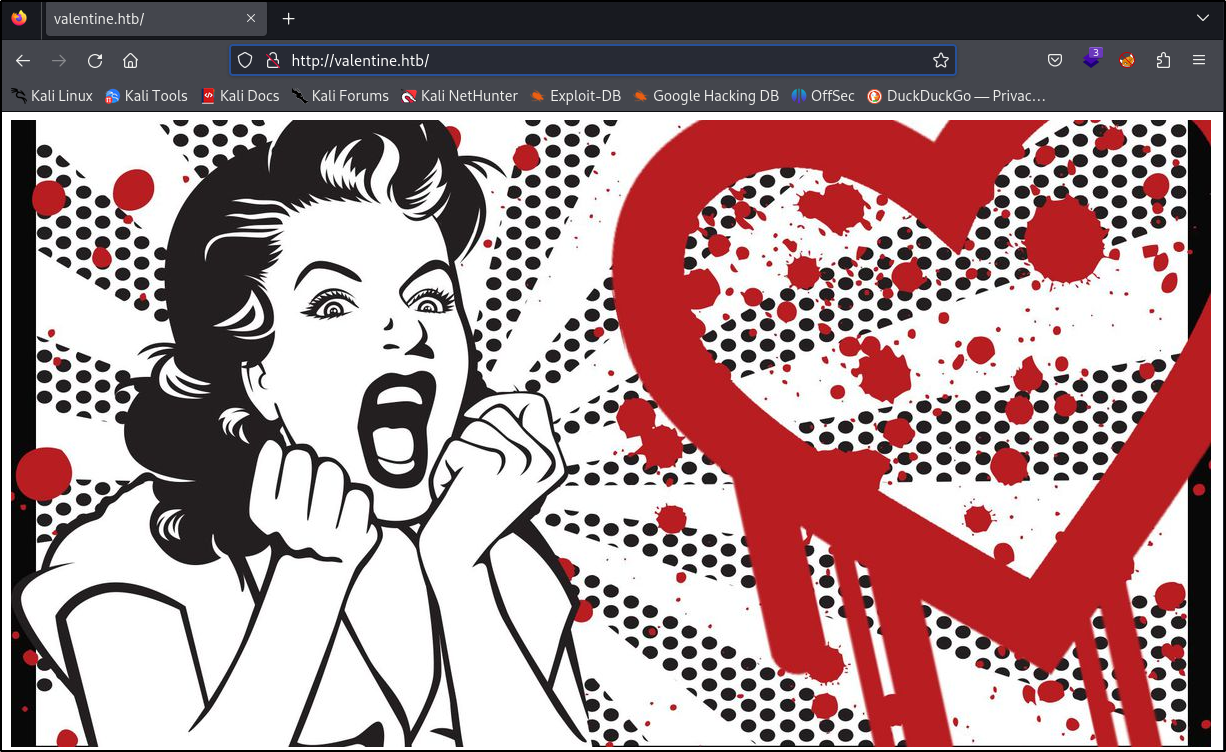 valentine.htb/
http://valentine.htb/
3
Kali Linux Kali Tools Kali Docs Kali Forums Kali NetHunter Exploit-DB Google Hacking DB OffSec DuckDuckGo — Privac…